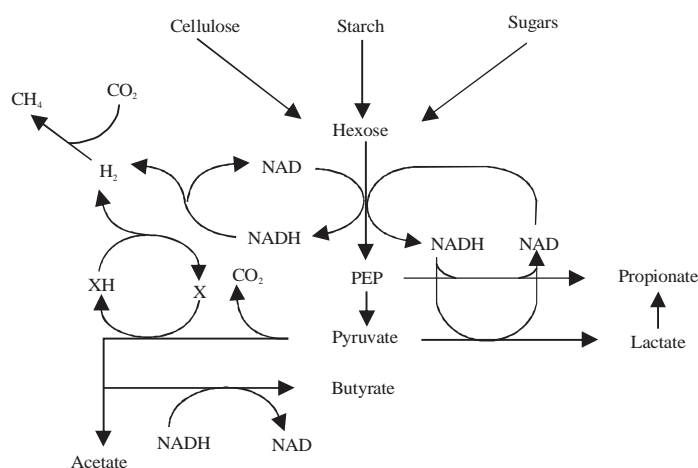 Cellulose
Starch
Sugars
CH₄
CO₂
Hexose
H₂
NAD
NADH
NADH
NAD
XH
X
CO₂
PEP
Propionate
Pyruvate
Lactate
Butyrate
NADH
NAD
Acetate